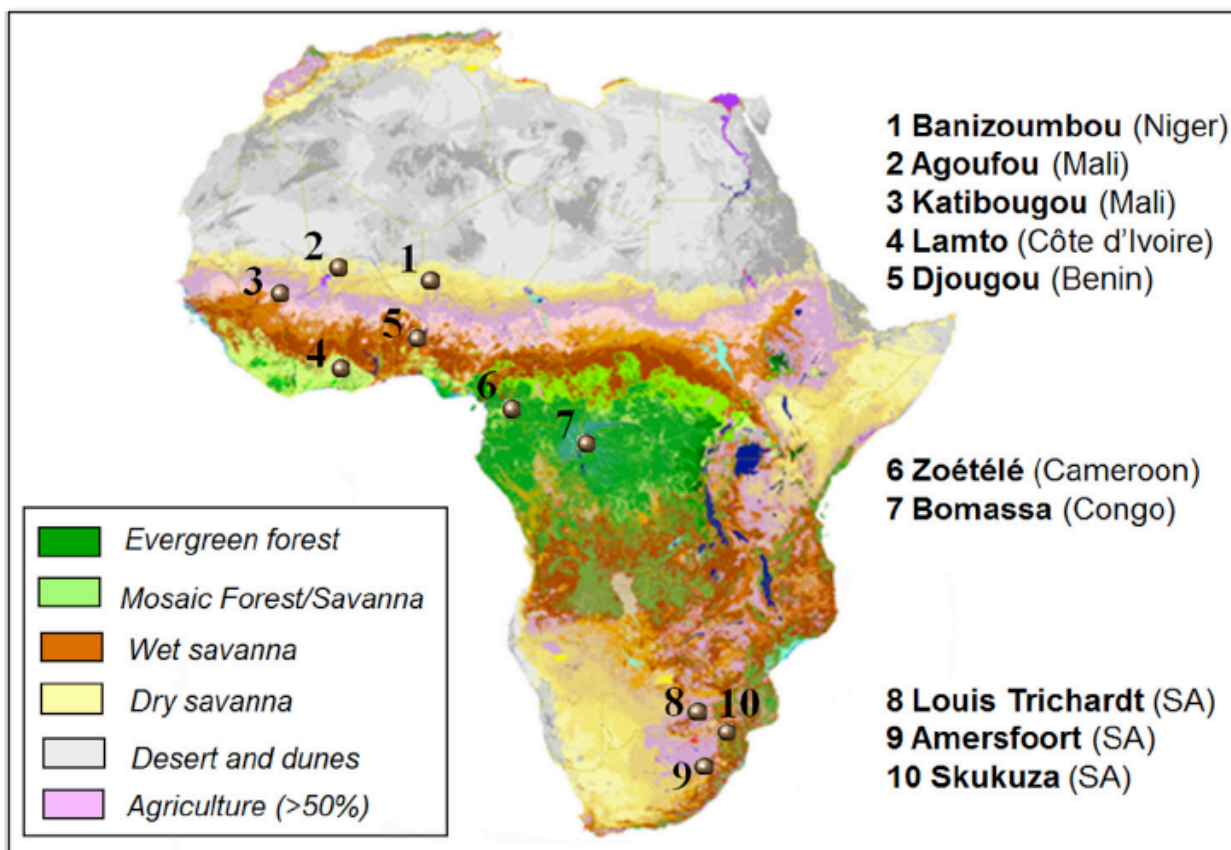 1 Banizoumbou (Niger)
2 Agoufou (Mali)
3 Katibougou (Mali)
4 Lamto (Côte d'Ivoire)
5 Djougou (Benin)
6 Zoétélé (Cameroon)
7 Bomassa (Congo)
8 Louis Trichardt (SA)
9 Amersfoort (SA)
10 Skukuza (SA)
2
1
3
5
4
6
7
8
10
9
Evergreen forest
Mosaic Forest/Savanna
Wet savanna
Dry savanna
Desert and dunes
Agriculture (>50%)